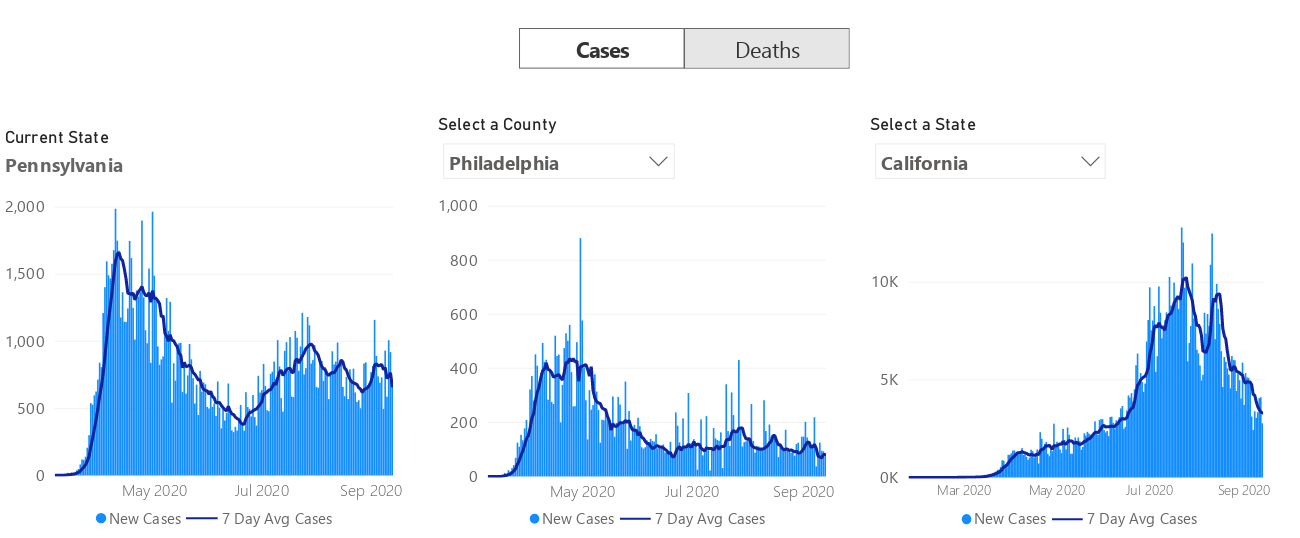 Cases Deaths
Current State
Pennsylvania
2,000
1,500
1,000
500
0
May 2020 Jul 2020 Sep 2020
New Cases 7 Day Avg Cases
Select a County
Philadelphia
1,000
800
600
400
200
0
May 2020 Jul 2020 Sep 2020
New Cases 7 Day Avg Cases
Select a State
California
10K
5K
0K
Mar 2020 May 2020 Jul 2020 Sep 2020
New Cases 7 Day Avg Cases